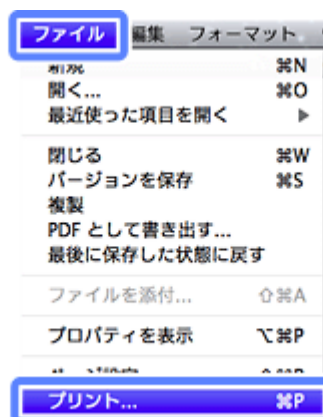 ファイル 編集 フォーマット
新規 ⌘N
開く... ⌘O
最近使った項目を開く ▶
閉じる ⌘W
バージョンを保存 ⌘S
複製
PDF として書き出す...
最後に保存した状態に戻す
ファイルを添付... ⇧⌘A
プロパティを表示 ⌥⌘P
プリント... ⌘P